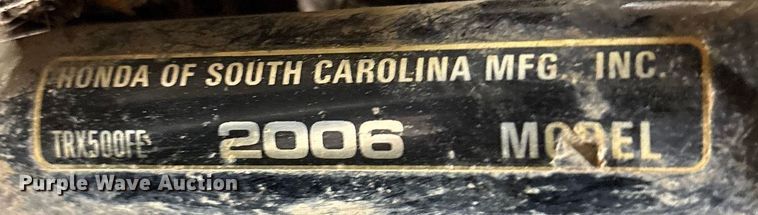 HONDA OF SOUTH CAROLINA MFG., INC.
TRX500FE 2006 MODEL
Purple Wave Auction